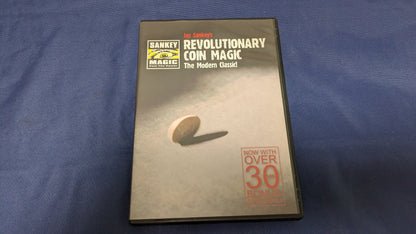 Jay Sankey's
SANKEY
MAGIC
REVOLUTIONARY
COIN MAGIC
The Modern Classic!
NOW WITH
OVER
30